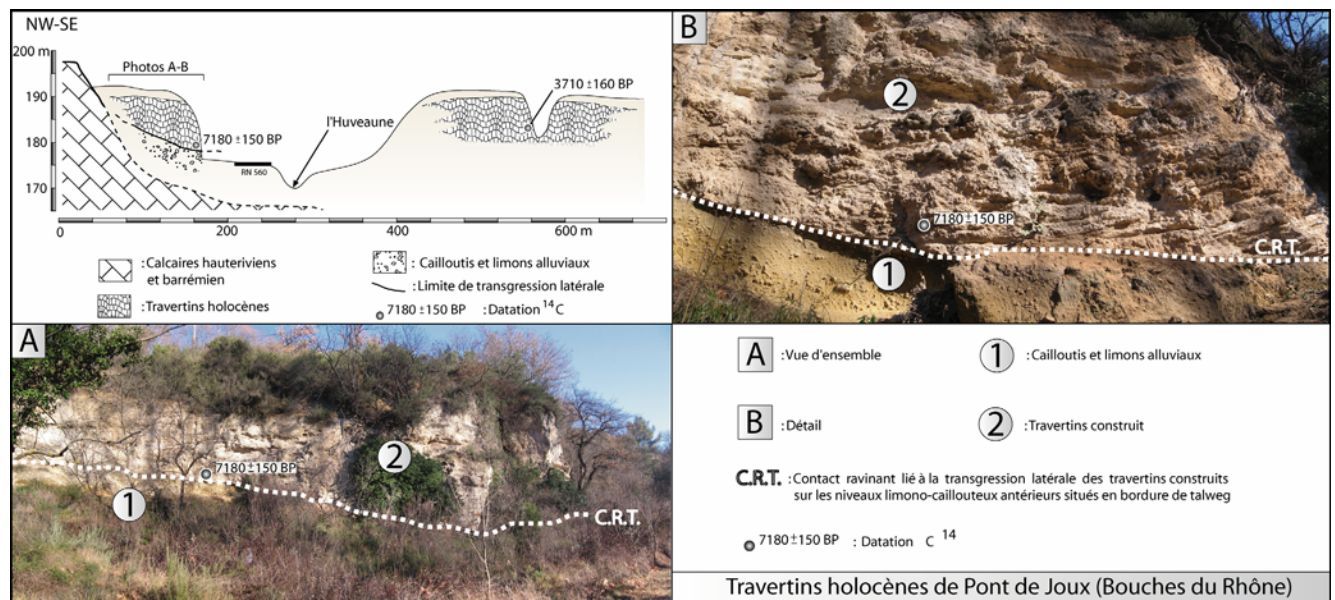 NW-SE
200 m
190
180
170
Photos A-B
7180 ±150 BP
RN 560
l'Huveaune
3710 ±160 BP
0
200
400
600 m
: Calcaires hauteriviens
et barrémien
: Travertins holocènes
: Cailloutis et limons alluviaux
: Limite de transgression latérale
7180 ±150 BP : Datation 14C
B
2
7180 ±150 BP
C.R.T.
1
A
2
7180 ±150 BP
1
C.R.T.
A : Vue d'ensemble
1 : Cailloutis et limons alluviaux
B : Détail
2 : Travertins construit
C.R.T. : Contact ravinant lié à la transgression latérale des travertins construits
sur les niveaux limono-caillouteux antérieurs situés en bordure de talweg
7180 ±150 BP : Datation C 14
Travertins holocènes de Pont de Joux (Bouches du Rhône)